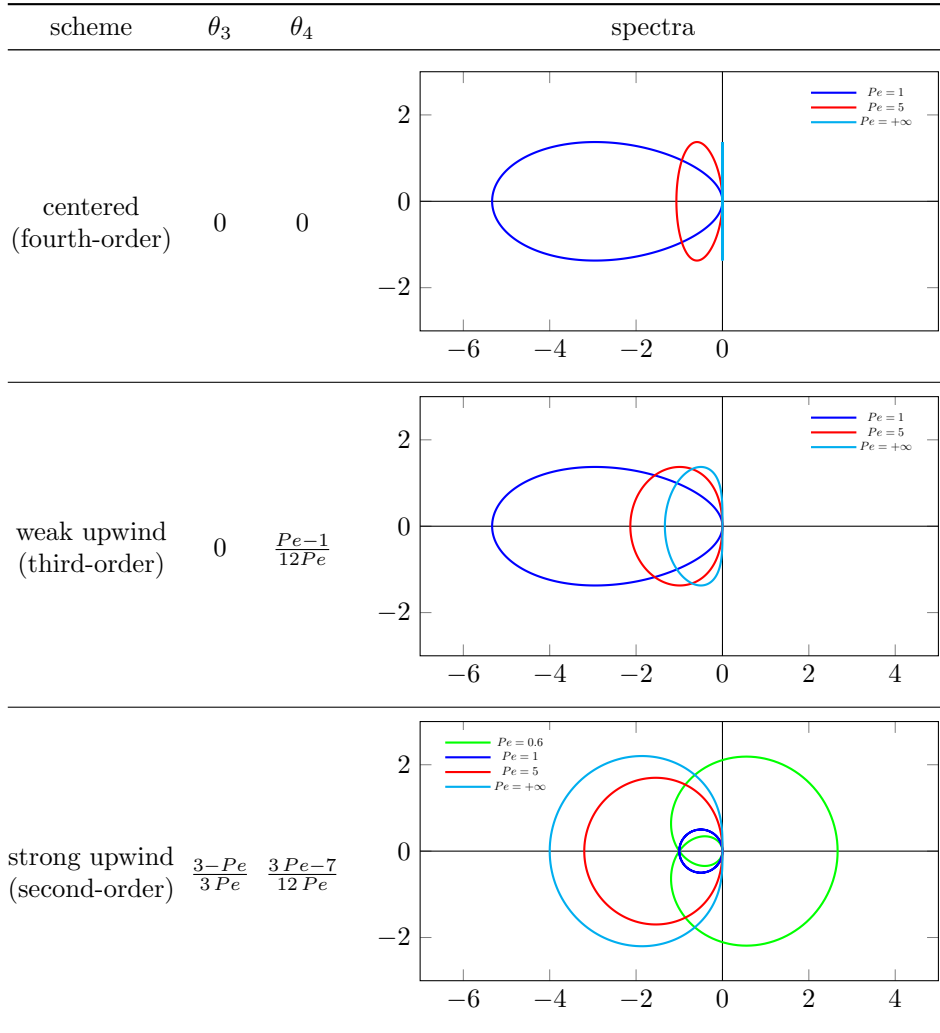 scheme θ₃ θ₄ spectra
2
0
−2
−6 −4 −2 0
Pe = 1
Pe = 5
Pe = +∞
centered
(fourth-order)
0 0
2
0
−2
−6 −4 −2 0 2 4
Pe = 1
Pe = 5
Pe = +∞
weak upwind
(third-order)
0 Pe−1/12Pe
2
0
−2
−6 −4 −2 0 2 4
Pe = 0.6
Pe = 1
Pe = 5
Pe = +∞
strong upwind
(second-order)
3−Pe/3 Pe 3 Pe−7/12 Pe